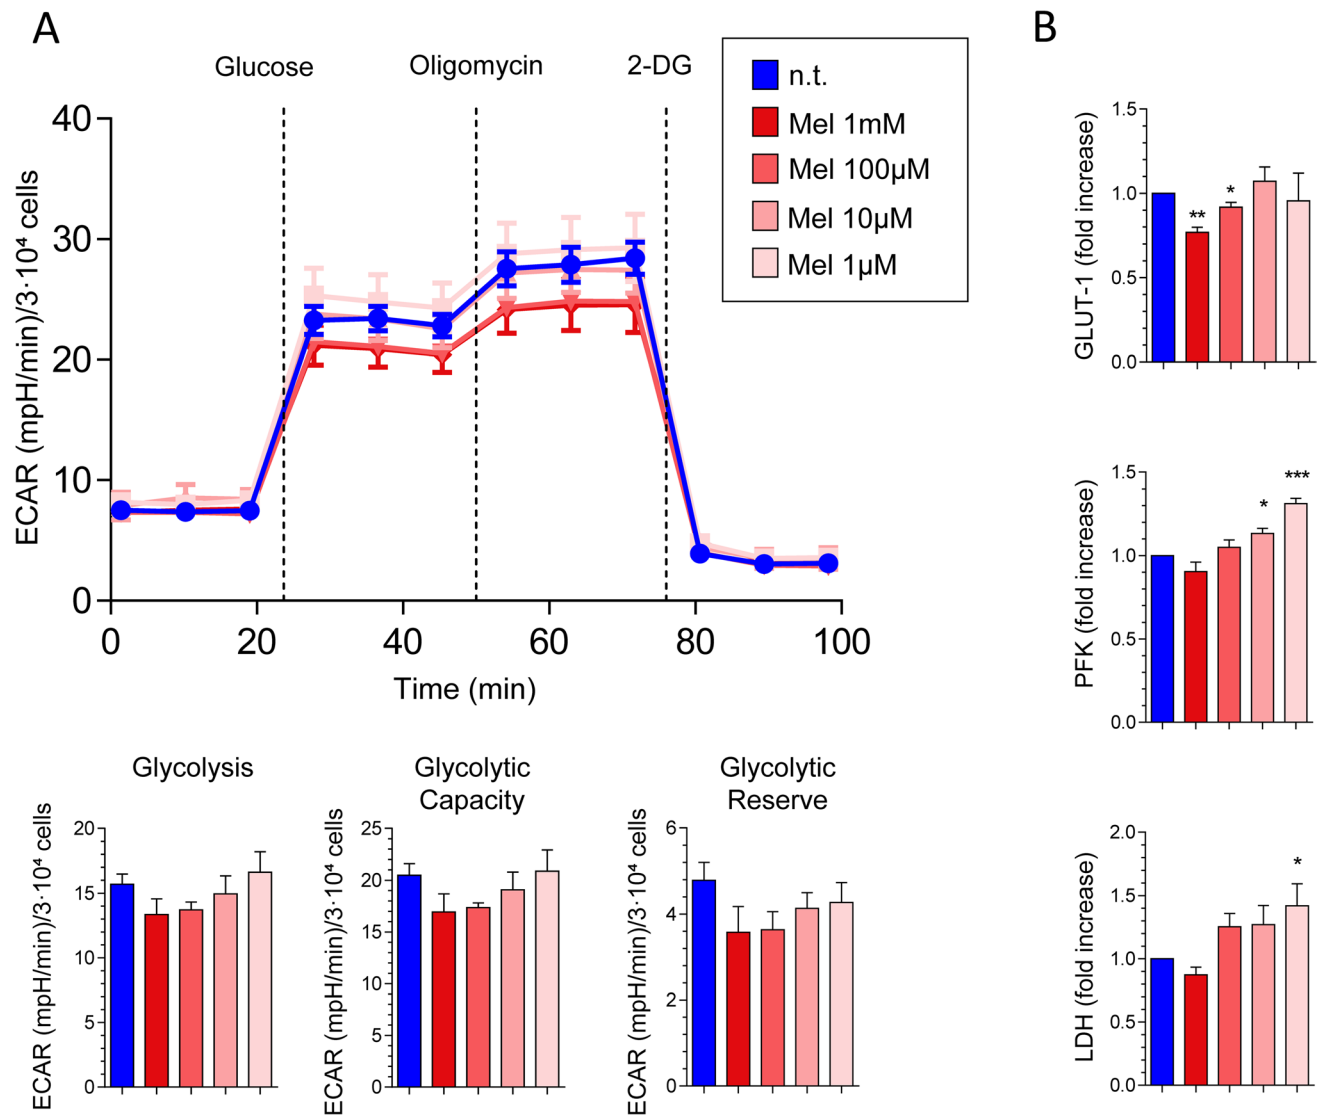 A
Glucose
Oligomycin
2-DG
n.t.
Mel 1mM
Mel 100µM
Mel 10µM
Mel 1µM
ECAR (mpH/min)/3·10⁴ cells
40
30
20
10
0
0
20
40
60
80
100
Time (min)
Glycolysis
ECAR (mpH/min)/3·10⁴ cells
20
15
10
5
0
Glycolytic
Capacity
ECAR (mpH/min)/3·10⁴ cells
25
20
15
10
5
0
Glycolytic
Reserve
ECAR (mpH/min)/3·10⁴ cells
6
4
2
0
B
GLUT-1 (fold increase)
1.5
1.0
0.5
0.0
**
*
PFK (fold increase)
1.5
1.0
0.5
0.0
*
***
LDH (fold increase)
2.0
1.5
1.0
0.5
0.0
*